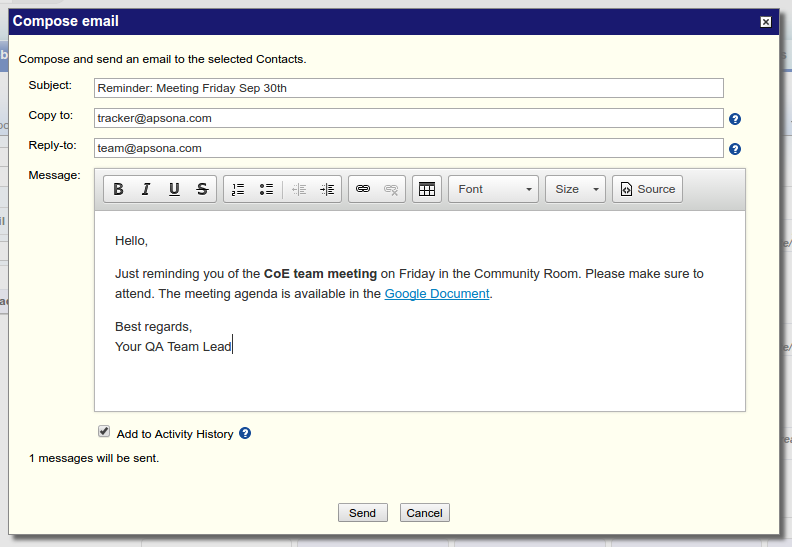 Compose email
Compose and send an email to the selected Contacts.
Subject: Reminder: Meeting Friday Sep 30th
Copy to: tracker@apsona.com ?
Reply-to: team@apsona.com ?
Message: B I U S Font Size Source
Hello,
Just reminding you of the CoE team meeting on Friday in the Community Room. Please make sure to
attend. The meeting agenda is available in the Google Document.
Best regards,
Your QA Team Lead
Add to Activity History ?
1 messages will be sent.
Send Cancel